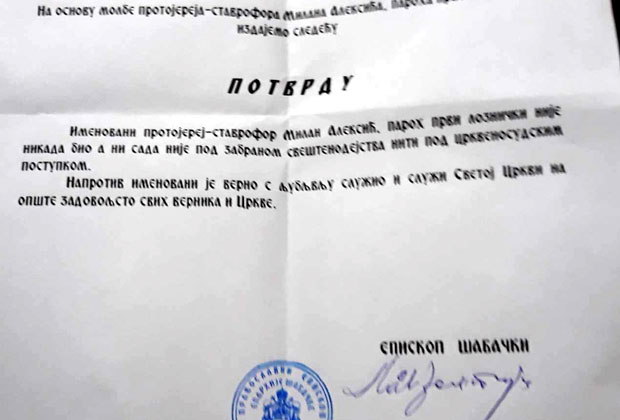 На основу молбе протојереја-ставрофора Милана Алексића, пароха
издајемо следећу
ПОТВРДУ
Именовани протојереј-ставрофор Милан Алексић, парох први лознички није
никада био а ни сада није под забраном свештенодејства нити под црквеносудским
поступком.
Напротив именовани је верно с љубљвљу служио и служи Светој Цркви на
опште задовољсто свих верника и Цркве.
ЕПИСКОП ШАБАЧКИ